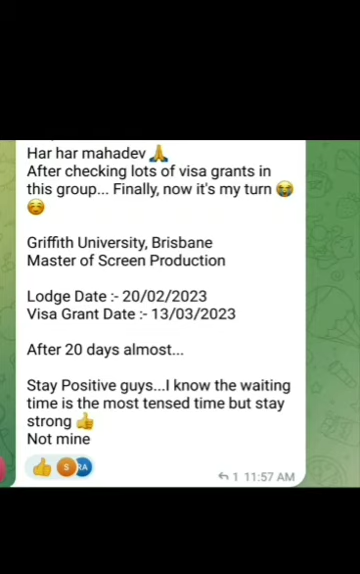 Har har mahadev 🙏
After checking lots of visa grants in
this group... Finally, now it's my turn 😭
☺️
Griffith University, Brisbane
Master of Screen Production
Lodge Date :- 20/02/2023
Visa Grant Date :- 13/03/2023
After 20 days almost...
Stay Positive guys...I know the waiting
time is the most tensed time but stay
strong 👍
Not mine
👍 S RA
1 11:57 AM